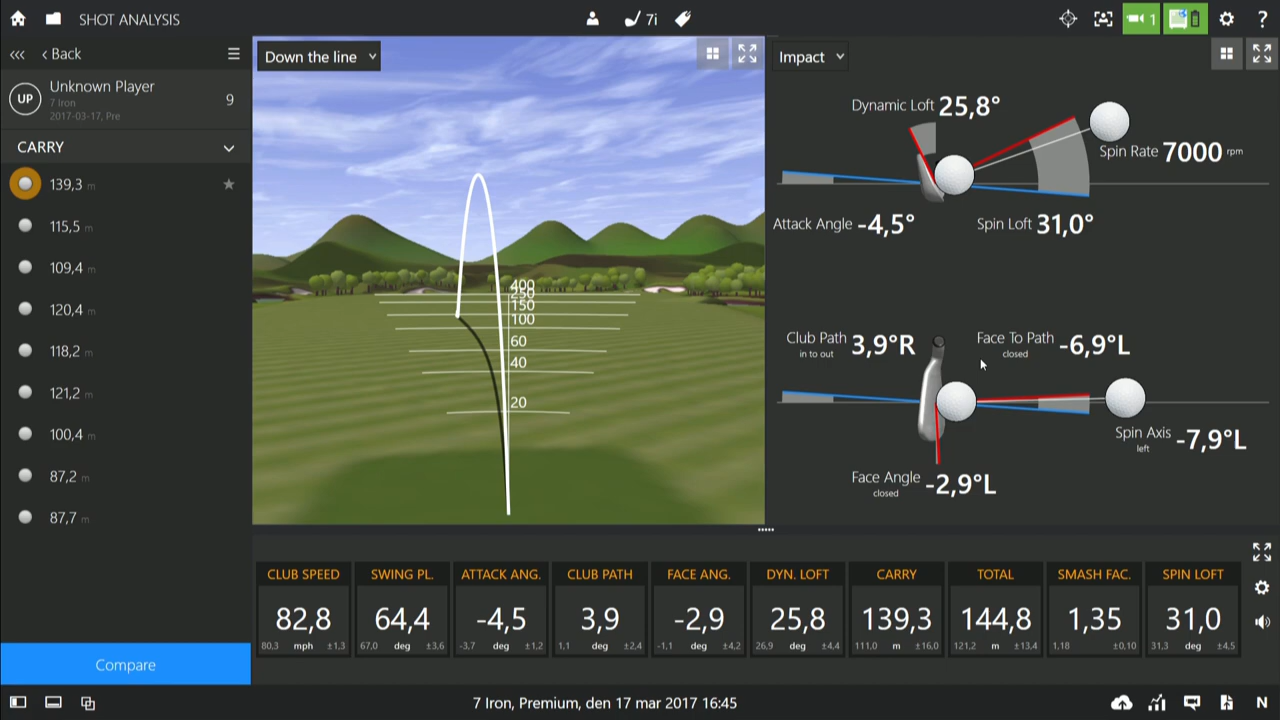 SHOT ANALYSIS
7i
1
?
Back
Unknown Player
7 Iron
2017-03-17, Pre
UP
9
CARRY
139,3 m
115,5 m
109,4 m
120,4 m
118,2 m
121,2 m
100,4 m
87,2 m
87,7 m
Compare
Down the line
400
250
150
100
60
40
20
Impact
Dynamic Loft 25,8°
Spin Rate 7000 rpm
Attack Angle -4,5°
Spin Loft 31,0°
Club Path 3,9°R
in to out
Face To Path -6,9°L
closed
Spin Axis -7,9°L
left
Face Angle -2,9°L
closed
CLUB SPEED
82,8
80,3 mph ±1,3
SWING PL.
64,4
67,0 deg ±3,6
ATTACK ANG.
-4,5
-3,7 deg ±1,2
CLUB PATH
3,9
1,1 deg ±2,4
FACE ANG.
-2,9
-1,1 deg ±4,2
DYN. LOFT
25,8
26,9 deg ±4,4
CARRY
139,3
111,0 m ±16,0
TOTAL
144,8
121,2 m ±13,4
SMASH FAC.
1,35
1,18 ±0,10
SPIN LOFT
31,0
31,3 deg ±4,5
7 Iron, Premium, den 17 mar 2017 16:45
N